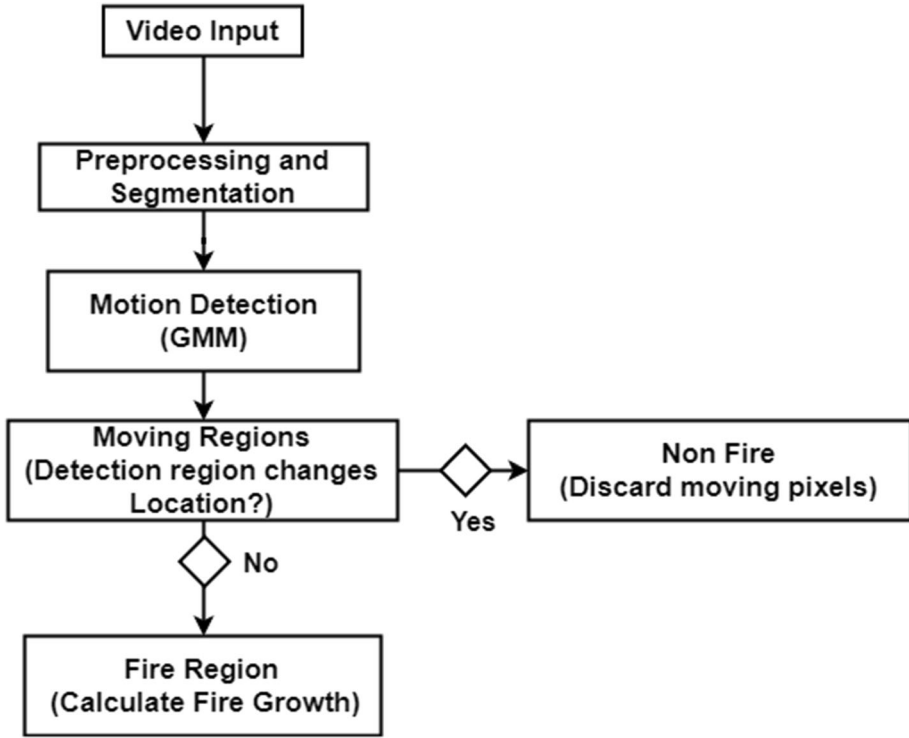 Video Input
Preprocessing and
Segmentation
Motion Detection
(GMM)
Moving Regions
(Detection region changes
Location?)
Yes
Non Fire
(Discard moving pixels)
No
Fire Region
(Calculate Fire Growth)